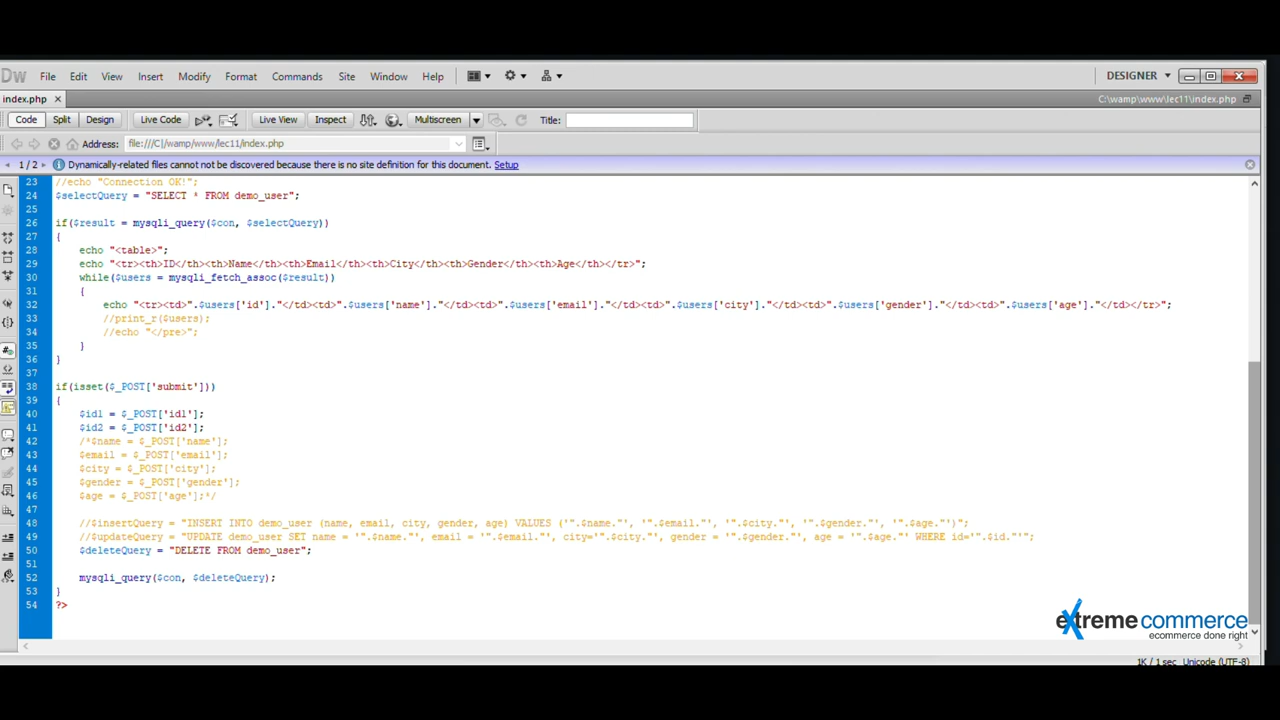 Dw File Edit View Insert Modify Format Commands Site Window Help DESIGNER
index.php C:\wamp\www\lec11\index.php
Code Split Design Live Code Live View Inspect Multiscreen Title:
Address: file:///C|/wamp/www/lec11/index.php
1 / 2 Dynamically-related files cannot not be discovered because there is no site definition for this document. Setup
23 //echo "Connection OK!";
24 $selectQuery = "SELECT * FROM demo_user";
25
26 if($result = mysqli_query($con, $selectQuery))
27 {
28 echo "<table>";
29 echo "<tr><th>ID</th><th>Name</th><th>Email</th><th>City</th><th>Gender</th><th>Age</th></tr>";
30 while($users = mysqli_fetch_assoc($result))
31 {
32 echo "<tr><td>".$users['id']."</td><td>".$users['name']."</td><td>".$users['email']."</td><td>".$users['city']."</td><td>".$users['gender']."</td><td>".$users['age']."</td></tr>";
33 //print_r($users);
34 //echo "</pre>";
35 }
36 }
37
38 if(isset($_POST['submit']))
39 {
40 $id1 = $_POST['id1'];
41 $id2 = $_POST['id2'];
42 /*$name = $_POST['name'];
43 $email = $_POST['email'];
44 $city = $_POST['city'];
45 $gender = $_POST['gender'];
46 $age = $_POST['age'];*/
47
48 //$insertQuery = "INSERT INTO demo_user (name, email, city, gender, age) VALUES ('".$name."', '".$email."', '".$city."', '".$gender."', '".$age."')";
49 //$updateQuery = "UPDATE demo_user SET name = '".$name."', email = '".$email."', city='".$city."', gender = '".$gender."', age = '".$age."' WHERE id='".$id."'";
50 $deleteQuery = "DELETE FROM demo_user";
51
52 mysqli_query($con, $deleteQuery);
53 }
54 ?>
extreme commerce
ecommerce done right
1K / 1 sec Unicode (UTF-8)